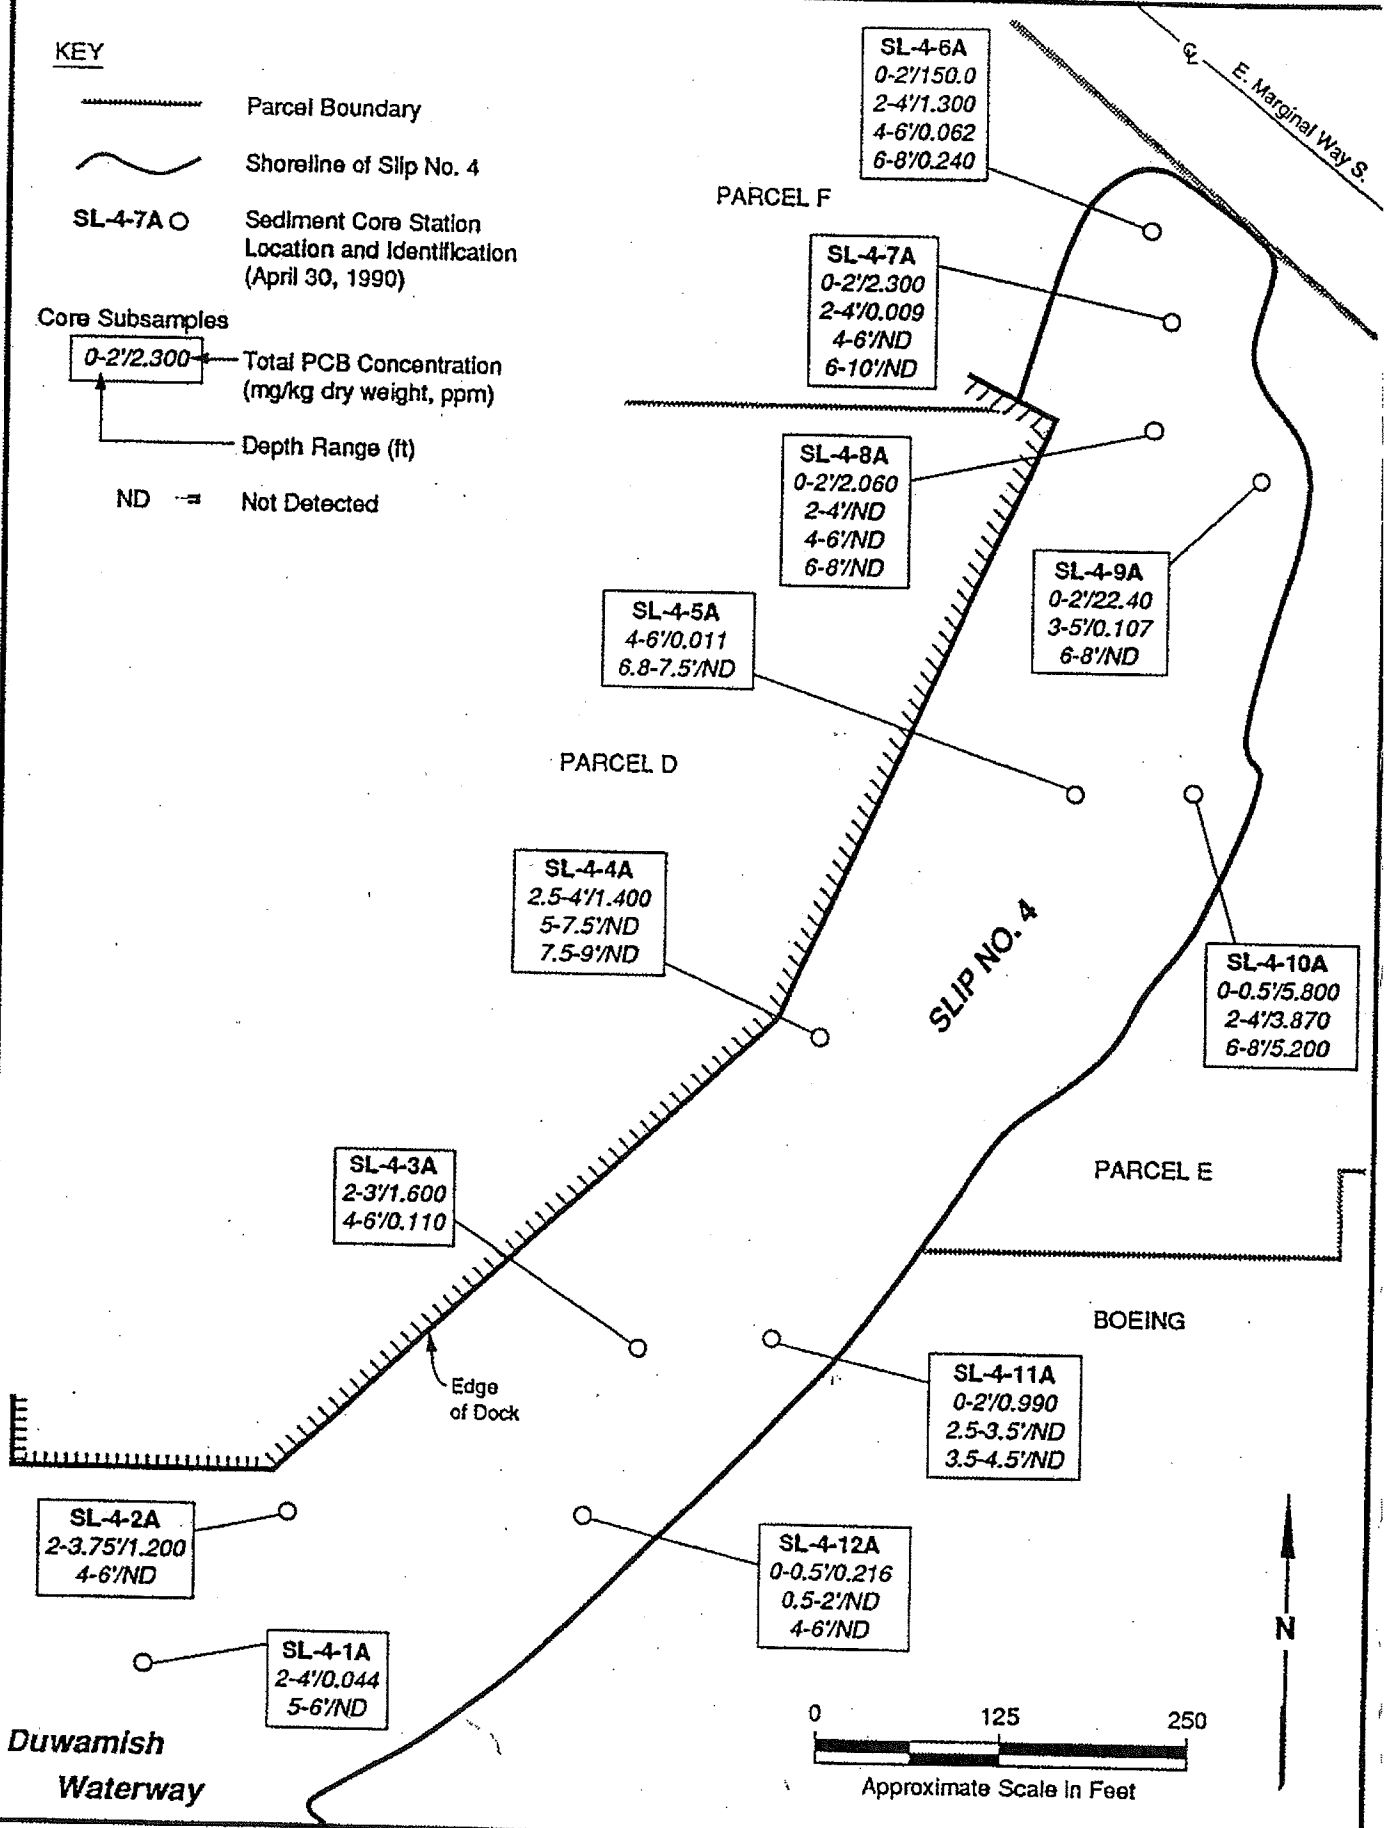 KEY
Parcel Boundary
Shoreline of Slip No. 4
SL-4-7A
Sediment Core Station
Location and Identification
(April 30, 1990)
Core Subsamples
0-2'/2.300
Total PCB Concentration
(mg/kg dry weight, ppm)
Depth Range (ft)
ND = Not Detected
SL-4-6A
0-2'/150.0
2-4'/1.300
4-6'/0.062
6-8'/0.240
℄ E. Marginal Way S.
PARCEL F
SL-4-7A
0-2'/2.300
2-4'/0.009
4-6'/ND
6-10'/ND
SL-4-8A
0-2'/2.060
2-4'/ND
4-6'/ND
6-8'/ND
SL-4-9A
0-2'/22.40
3-5'/0.107
6-8'/ND
SL-4-5A
4-6'/0.011
6.8-7.5'/ND
PARCEL D
SL-4-4A
2.5-4'/1.400
5-7.5'/ND
7.5-9'/ND
SLIP NO. 4
SL-4-10A
0-0.5'/5.800
2-4'/3.870
6-8'/5.200
SL-4-3A
2-3'/1.600
4-6'/0.110
PARCEL E
BOEING
Edge
of Dock
SL-4-11A
0-2'/0.990
2.5-3.5'/ND
3.5-4.5'/ND
SL-4-2A
2-3.75'/1.200
4-6'/ND
SL-4-12A
0-0.5'/0.216
0.5-2'/ND
4-6'/ND
N
SL-4-1A
2-4'/0.044
5-6'/ND
Duwamish
Waterway
0 125 250
Approximate Scale in Feet